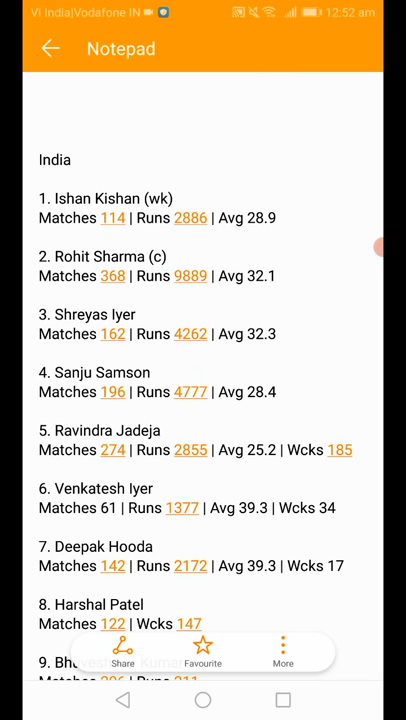 Vi India|Vodafone IN 12:52 am
Notepad
India
1. Ishan Kishan (wk)
Matches 114 | Runs 2886 | Avg 28.9
2. Rohit Sharma (c)
Matches 368 | Runs 9889 | Avg 32.1
3. Shreyas Iyer
Matches 162 | Runs 4262 | Avg 32.3
4. Sanju Samson
Matches 196 | Runs 4777 | Avg 28.4
5. Ravindra Jadeja
Matches 274 | Runs 2855 | Avg 25.2 | Wcks 185
6. Venkatesh Iyer
Matches 61 | Runs 1377 | Avg 39.3 | Wcks 34
7. Deepak Hooda
Matches 142 | Runs 2172 | Avg 39.3 | Wcks 17
8. Harshal Patel
Matches 122 | Wcks 147
9. Bhuveshwar Kumar
Share Favourite More